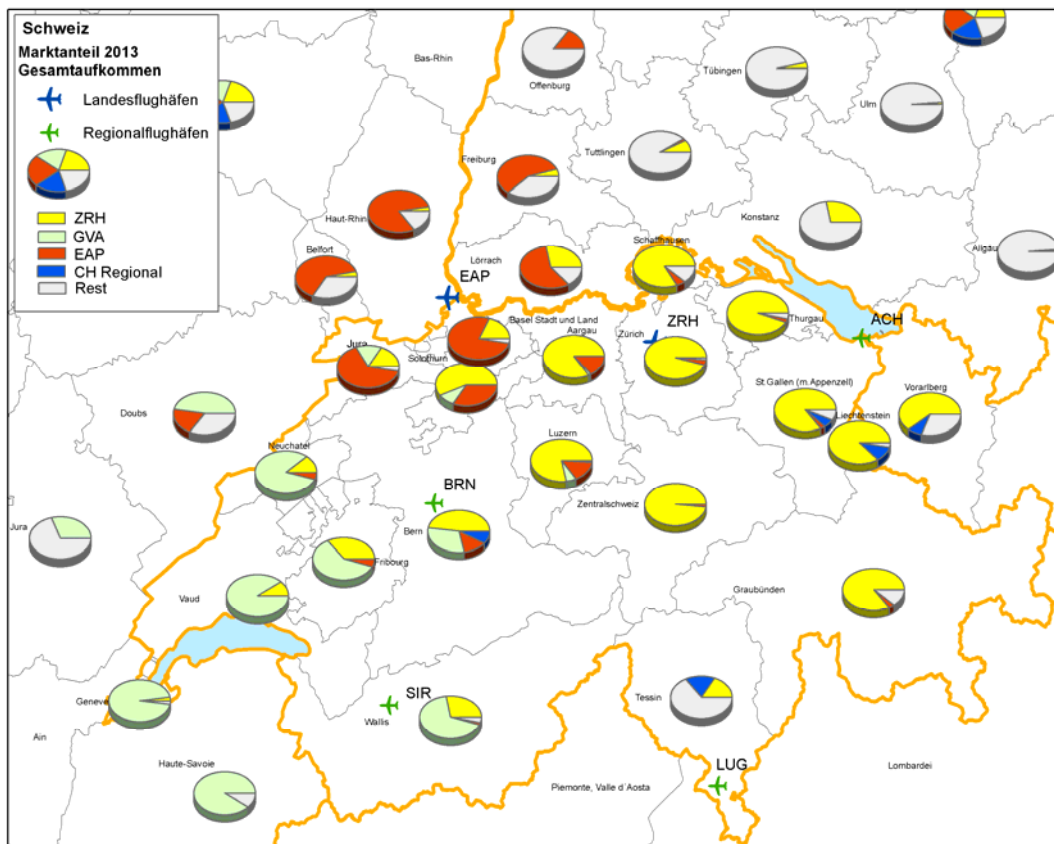 Schweiz
Marktanteil 2013
Gesamtaufkommen
Landesflughäfen
Regionalflughäfen
ZRH
GVA
EAP
CH Regional
Rest
Bas-Rhin
Offenburg
Tübingen
Ulm
Tuttlingen
Freiburg
Haut-Rhin
Konstanz
Allgäu
Belfort
Lörrach
Schaffhausen
EAP
Basel Stadt und Land
Aargau
Zürich
ZRH
Thurgau
ACH
Jura
Solothurn
St.Gallen (m.Appenzell)
Vorarlberg
Liechtenstein
Doubs
Neuchatel
Luzern
BRN
Zentralschweiz
Bern
Jura
Fribourg
Graubünden
Vaud
Geneve
SIR
Wallis
Tessin
Ain
Haute-Savoie
LUG
Piemonte, Valle d´Aosta
Lombardei